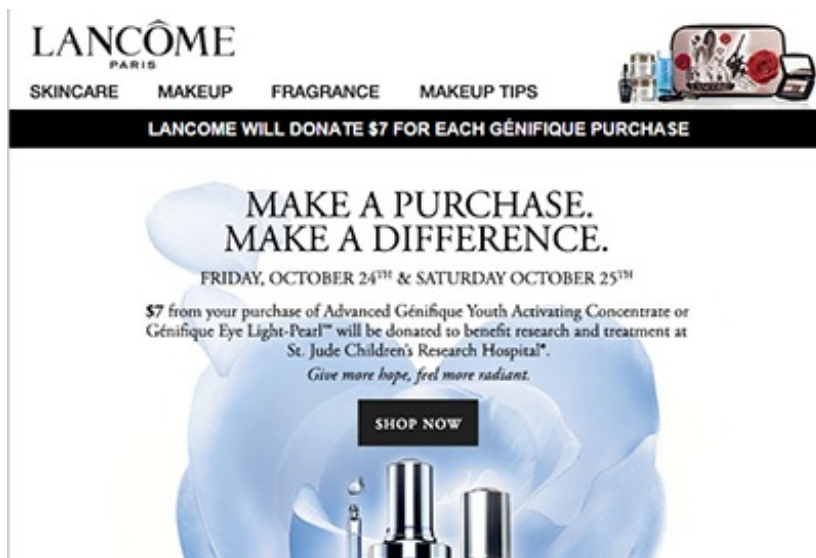 LANCÔME
PARIS
SKINCARE MAKEUP FRAGRANCE MAKEUP TIPS
LANCOME WILL DONATE $7 FOR EACH GÉNIFIQUE PURCHASE
MAKE A PURCHASE.
MAKE A DIFFERENCE.
FRIDAY, OCTOBER 24TH & SATURDAY OCTOBER 25TH
$7 from your purchase of Advanced Génifique Youth Activating Concentrate or
Génifique Eye Light-Pearl™ will be donated to benefit research and treatment at
St. Jude Children's Research Hospital®.
Give more hope, feel more radiant.
SHOP NOW